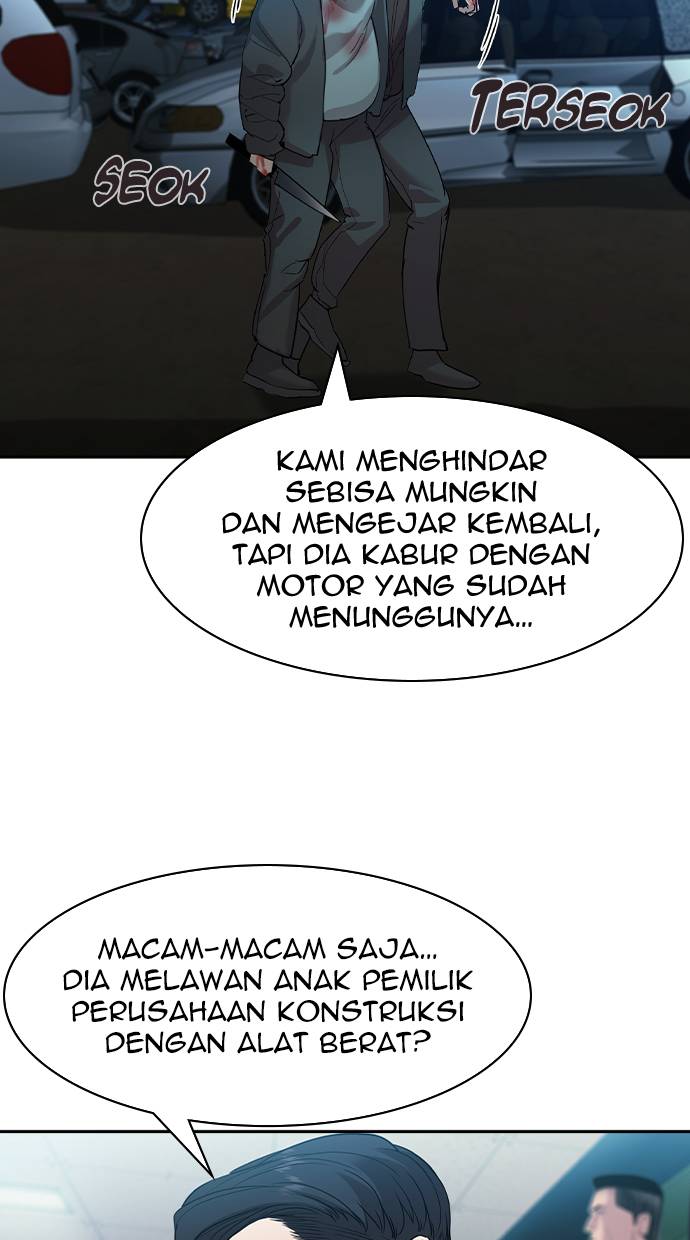 TERSEOK
SEOK
KAMI MENGHINDAR
SEBISA MUNGKIN
DAN MENGEJAR KEMBALI,
TAPI DIA KABUR DENGAN
MOTOR YANG SUDAH
MENUNGGUNYA...
MACAM-MACAM SAJA...
DIA MELAWAN ANAK PEMILIK
PERUSAHAAN KONSTRUKSI
DENGAN ALAT BERAT?